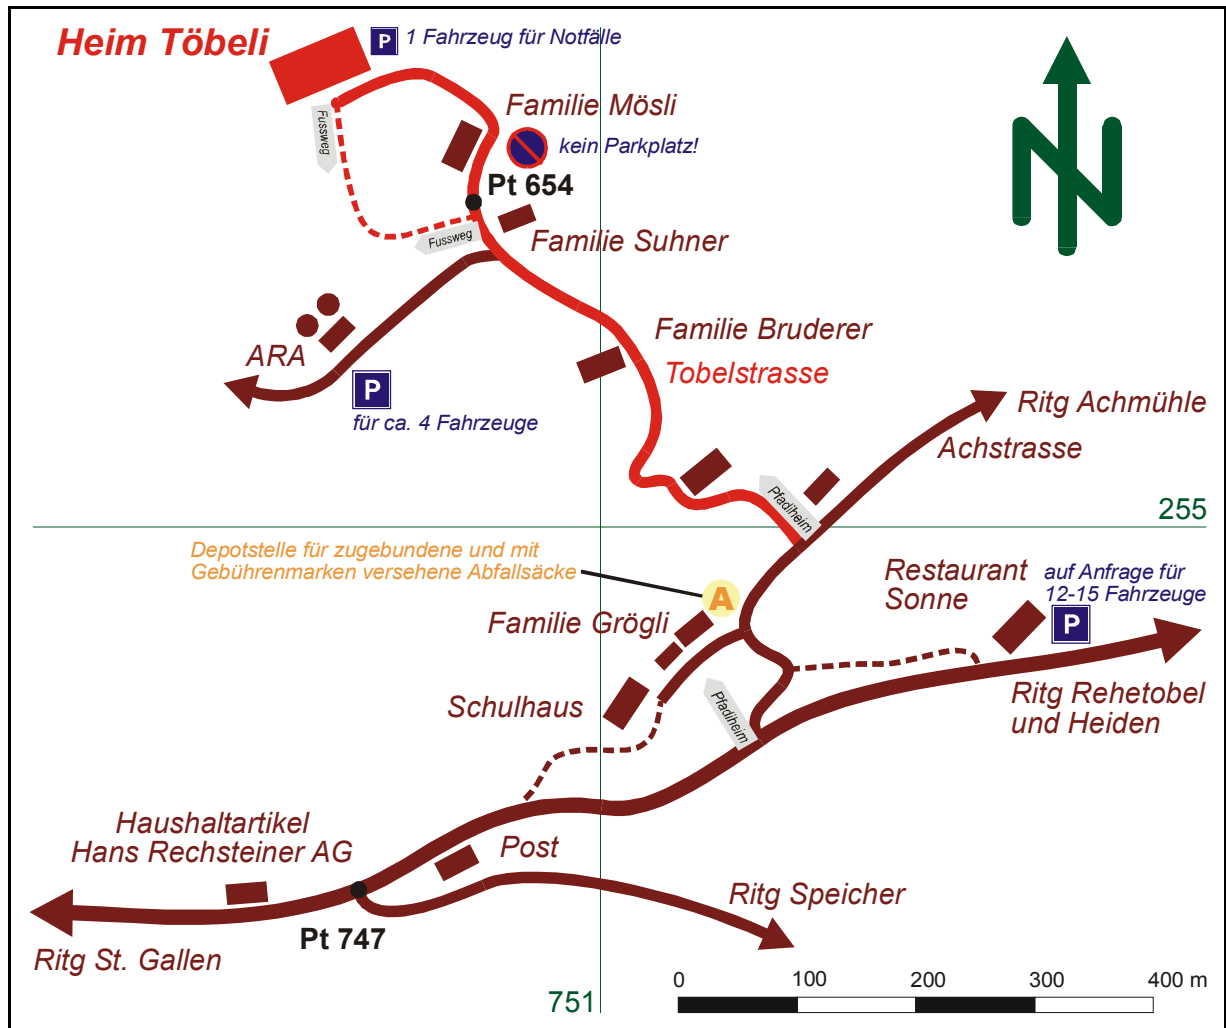 Heim Töbeli
P
1 Fahrzeug für Notfälle
Fussweg
Familie Mösli
kein Parkplatz!
Pt 654
Fussweg
Familie Suhner
N
ARA
P
für ca. 4 Fahrzeuge
Familie Bruderer
Tobelstrasse
Ritg Achmühle
Achstrasse
Pfadiheim
255
Depotstelle für zugebundene und mit
Gebührenmarken versehene Abfallsäcke
A
Familie Grögli
Restaurant
Sonne
auf Anfrage für
12-15 Fahrzeuge
P
Schulhaus
Pfadiheim
Ritg Rehetobel
und Heiden
Haushaltartikel
Hans Rechsteiner AG
Post
Ritg Speicher
Pt 747
Ritg St. Gallen
751
0 100 200 300 400 m